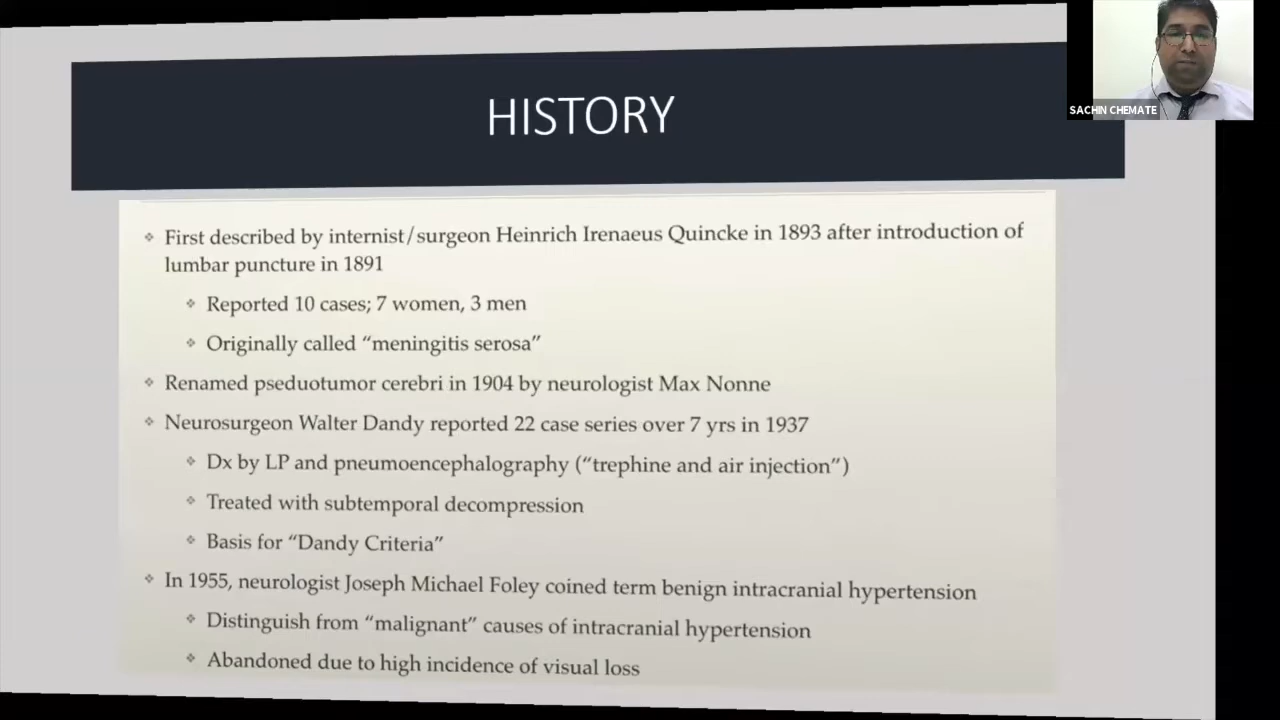 HISTORY
SACHIN CHEMATE
❖ First described by internist/surgeon Heinrich Irenaeus Quincke in 1893 after introduction of
lumbar puncture in 1891
❖ Reported 10 cases; 7 women, 3 men
❖ Originally called “meningitis serosa”
❖ Renamed pseduotumor cerebri in 1904 by neurologist Max Nonne
❖ Neurosurgeon Walter Dandy reported 22 case series over 7 yrs in 1937
❖ Dx by LP and pneumoencephalography (“trephine and air injection”)
❖ Treated with subtemporal decompression
❖ Basis for “Dandy Criteria”
❖ In 1955, neurologist Joseph Michael Foley coined term benign intracranial hypertension
❖ Distinguish from “malignant” causes of intracranial hypertension
❖ Abandoned due to high incidence of visual loss